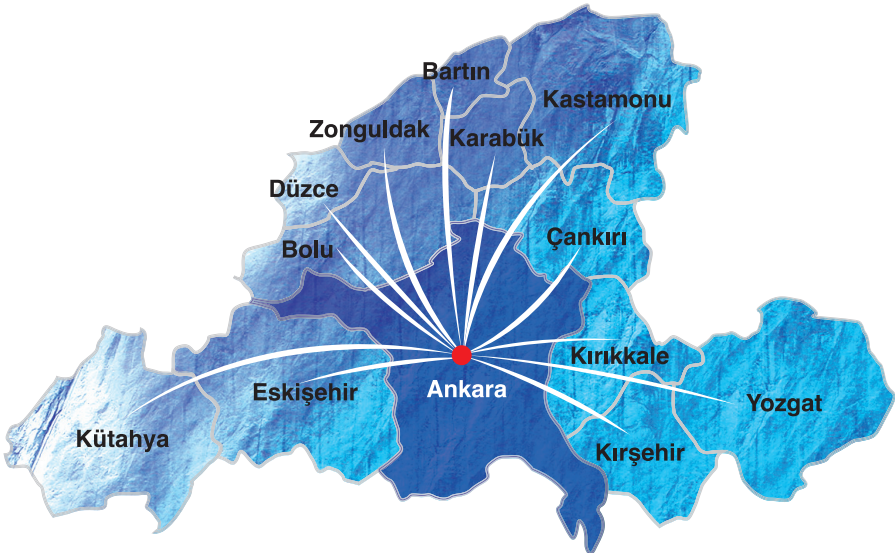 Bartın
Kastamonu
Zonguldak
Karabük
Düzce
Çankırı
Bolu
Kırıkkale
Eskişehir
Ankara
Yozgat
Kütahya
Kırşehir